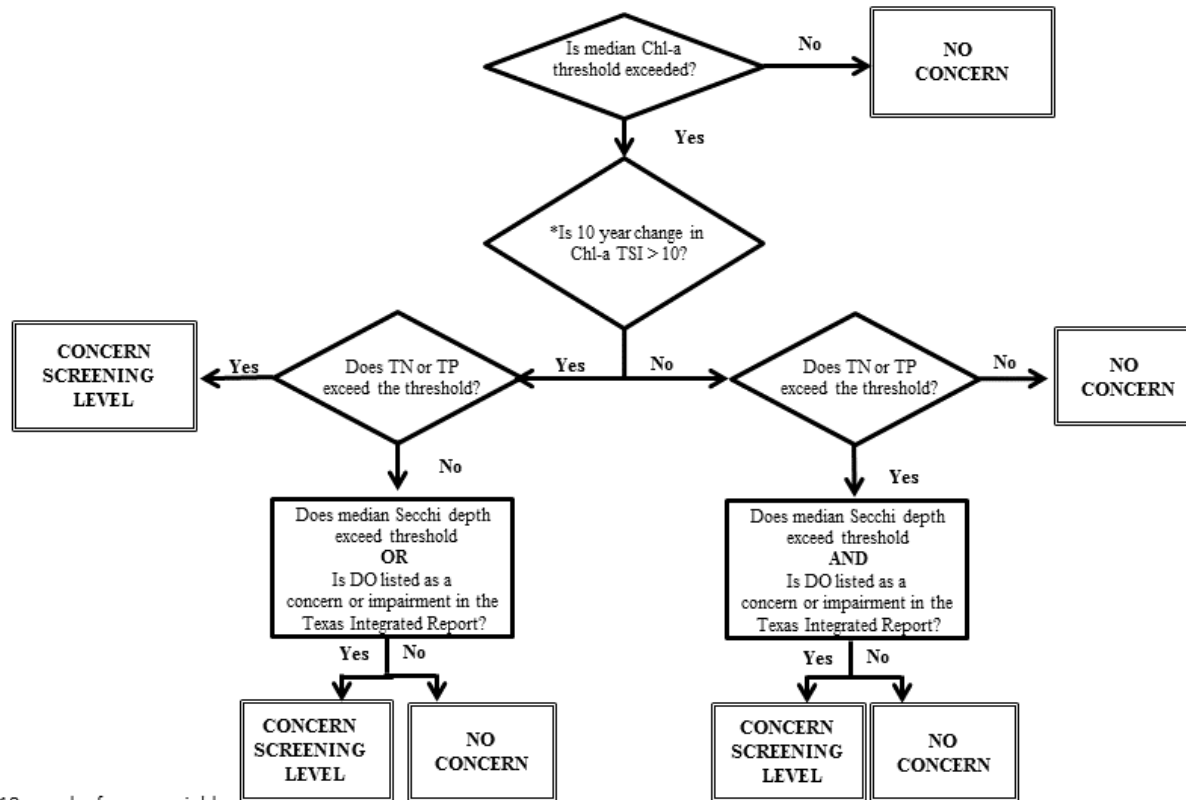 Is median Chl-a
threshold exceeded?
No
NO
CONCERN
Yes
*Is 10 year change in
Chl-a TSI > 10?
Yes
No
CONCERN
SCREENING
LEVEL
Yes
Does TN or TP
exceed the threshold?
Does TN or TP
exceed the threshold?
No
NO
CONCERN
No
Yes
Does median Secchi depth
exceed threshold
OR
Is DO listed as a
concern or impairment in the
Texas Integrated Report?
Does median Secchi depth
exceed threshold
AND
Is DO listed as a
concern or impairment in the
Texas Integrated Report?
Yes
No
Yes
No
CONCERN
SCREENING
LEVEL
NO
CONCERN
CONCERN
SCREENING
LEVEL
NO
CONCERN